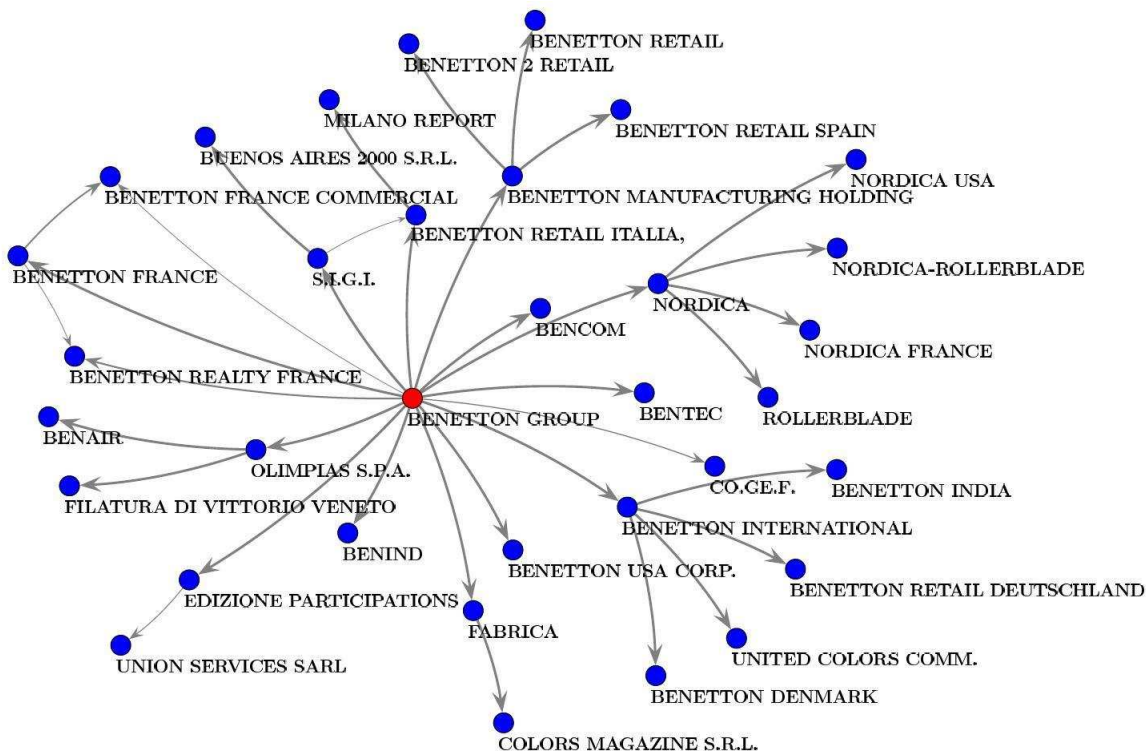 BENETTON RETAIL
BENETTON 2 RETAIL
MILANO REPORT
BENETTON RETAIL SPAIN
BUENOS AIRES 2000 S.R.L.
NORDICA USA
BENETTON FRANCE COMMERCIAL
BENETTON MANUFACTURING HOLDING
BENETTON RETAIL ITALIA,
BENETTON FRANCE
S.I.G.I.
NORDICA-ROLLERBLADE
NORDICA
BENCOM
NORDICA FRANCE
BENETTON REALTY FRANCE
BENETTON GROUP
BENTEC
ROLLERBLADE
BENAIR
OLIMPIAS S.P.A.
CO.GE.F.
BENETTON INDIA
FILATURA DI VITTORIO VENETO
BENETTON INTERNATIONAL
BENIND
BENETTON USA CORP.
BENETTON RETAIL DEUTSCHLAND
EDIZIONE PARTICIPATIONS
FABRICA
UNION SERVICES SARL
UNITED COLORS COMM.
BENETTON DENMARK
COLORS MAGAZINE S.R.L.